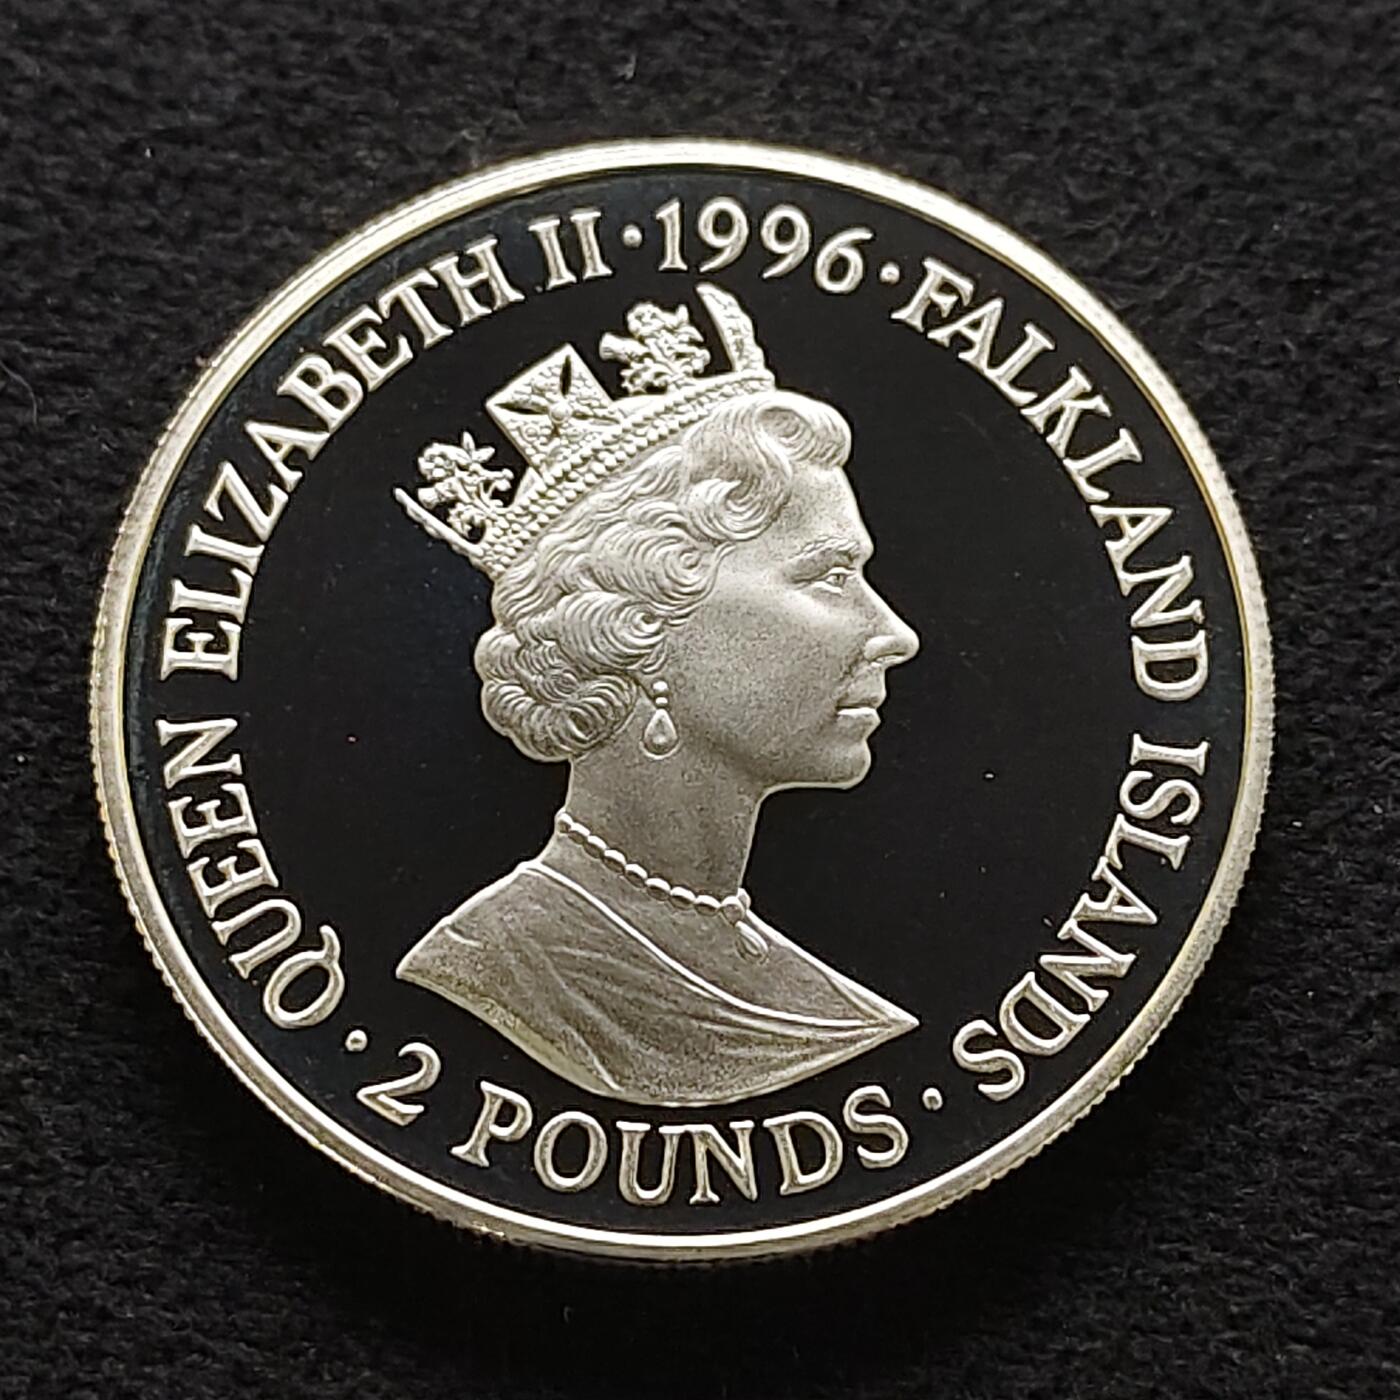 QUEEN ELIZABETH II · 1996 · FALKLAND ISLANDS ·
2 POUNDS ·